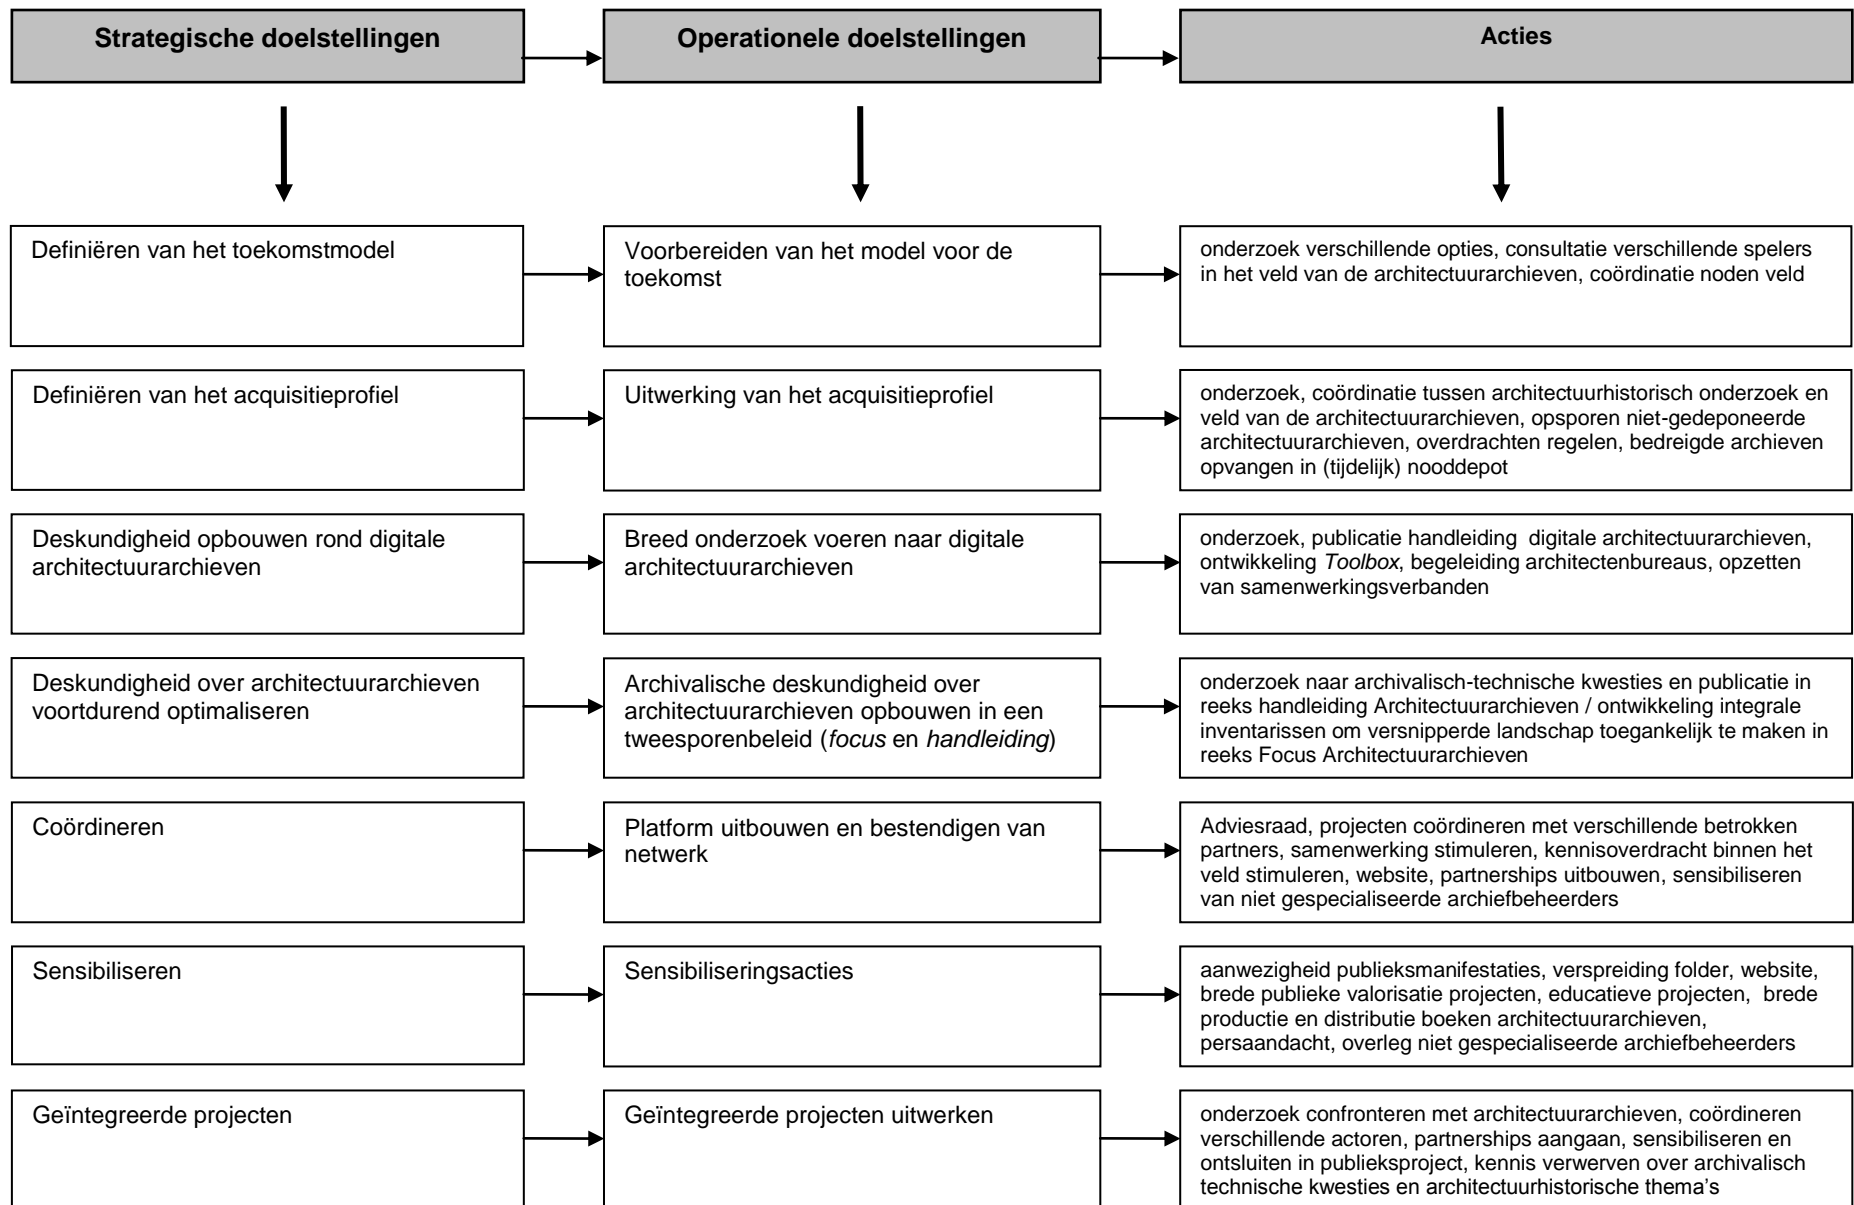 Strategische doelstellingen
Operationele doelstellingen
Acties
Definiëren van het toekomstmodel
Voorbereiden van het model voor de
toekomst
onderzoek verschillende opties, consultatie verschillende spelers
in het veld van de architectuurarchieven, coördinatie noden veld
Definiëren van het acquisitieprofiel
Uitwerking van het acquisitieprofiel
onderzoek, coördinatie tussen architectuurhistorisch onderzoek en
veld van de architectuurarchieven, opsporen niet-gedeponeerde
architectuurarchieven, overdrachten regelen, bedreigde archieven
opvangen in (tijdelijk) nooddepot
Deskundigheid opbouwen rond digitale
architectuurarchieven
Breed onderzoek voeren naar digitale
architectuurarchieven
onderzoek, publicatie handleiding digitale architectuurarchieven,
ontwikkeling Toolbox, begeleiding architectenbureaus, opzetten
van samenwerkingsverbanden
Deskundigheid over architectuurarchieven
voortdurend optimaliseren
Archivalische deskundigheid over
architectuurarchieven opbouwen in een
tweesporenbeleid (focus en handleiding)
onderzoek naar archivalisch-technische kwesties en publicatie in
reeks handleiding Architectuurarchieven / ontwikkeling integrale
inventarissen om versnipperde landschap toegankelijk te maken in
reeks Focus Architectuurarchieven
Coördineren
Platform uitbouwen en bestendigen van
netwerk
Adviesraad, projecten coördineren met verschillende betrokken
partners, samenwerking stimuleren, kennisoverdracht binnen het
veld stimuleren, website, partnerships uitbouwen, sensibiliseren
van niet gespecialiseerde archiefbeheerders
Sensibiliseren
Sensibiliseringsacties
aanwezigheid publieksmanifestaties, verspreiding folder, website,
brede publieke valorisatie projecten, educatieve projecten, brede
productie en distributie boeken architectuurarchieven,
persaandacht, overleg niet gespecialiseerde archiefbeheerders
Geïntegreerde projecten
Geïntegreerde projecten uitwerken
onderzoek confronteren met architectuurarchieven, coördineren
verschillende actoren, partnerships aangaan, sensibiliseren en
ontsluiten in publieksproject, kennis verwerven over archivalisch
technische kwesties en architectuurhistorische thema's